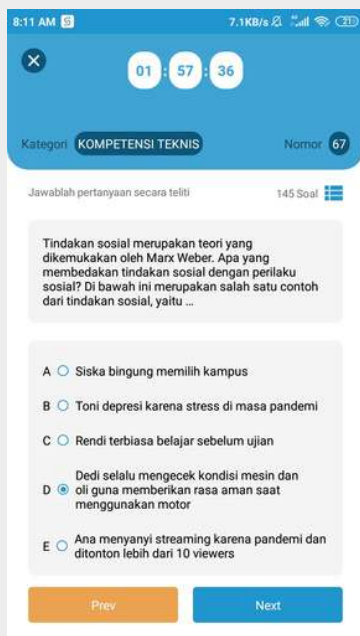 8:11 AM S 7.1KB/s 21
01 : 57 : 36
Kategori KOMPETENSI TEKNIS Nomor 67
Jawablah pertanyaan secara teliti 145 Soal
Tindakan sosial merupakan teori yang
dikemukakan oleh Marx Weber. Apa yang
membedakan tindakan sosial dengan perilaku
sosial? Di bawah ini merupakan salah satu contoh
dari tindakan sosial, yaitu ...
A Siska bingung memilih kampus
B Toni depresi karena stress di masa pandemi
C Rendi terbiasa belajar sebelum ujian
Dedi selalu mengecek kondisi mesin dan
D oli guna memberikan rasa aman saat
menggunakan motor
E Ana menyanyi streaming karena pandemi dan
ditonton lebih dari 10 viewers
Prev Next